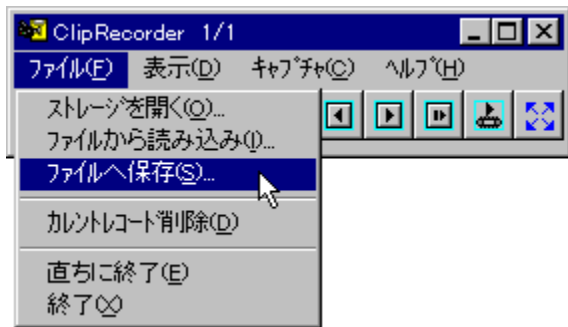 ClipRecorder 1/1
ﾌｧｲﾙ(F) 表示(D) ｷｬﾌﾟﾁｬ(C) ﾍﾙﾌﾟ(H)
ｽﾄﾚｰｼﾞを開く(O)...
ﾌｧｲﾙから読み込み(I)...
ﾌｧｲﾙへ保存(S)...
ｶﾚﾝﾄﾚｺｰﾄﾞ削除(D)
直ちに終了(E)
終了(X)